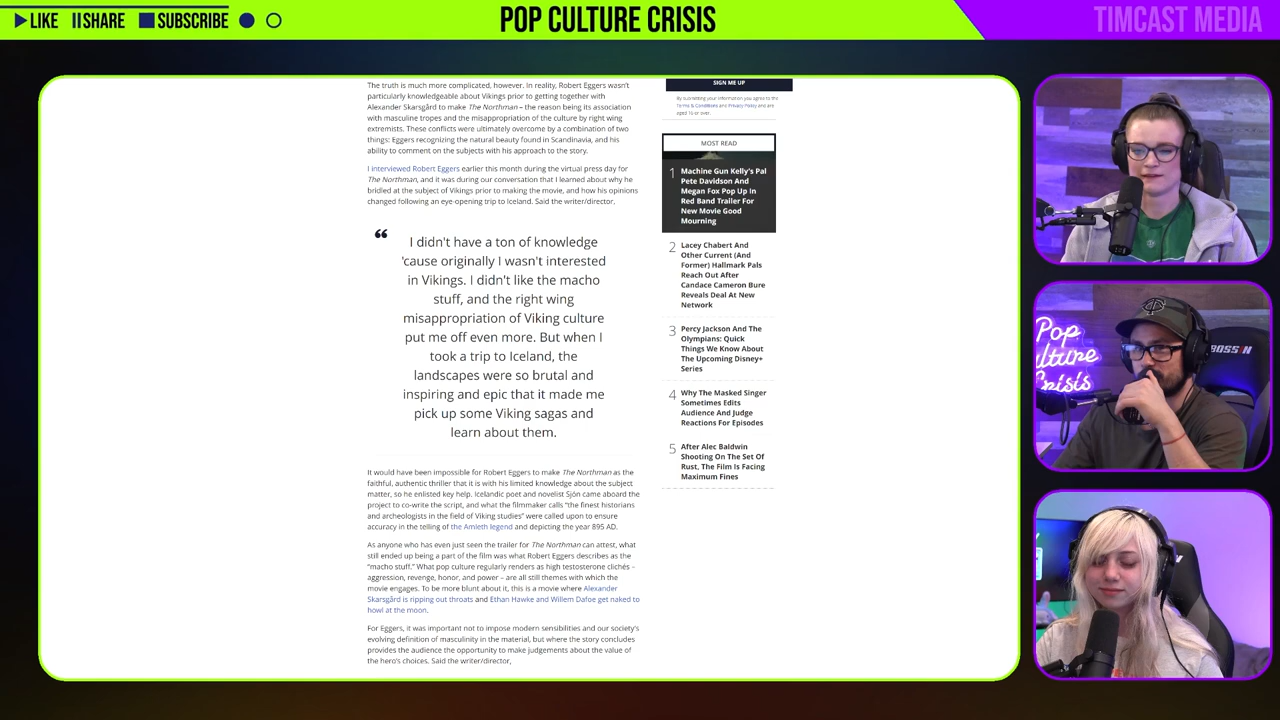 LIKE SHARE SUBSCRIBE
POP CULTURE CRISIS
TIMCAST MEDIA
The truth is much more complicated, however. In reality, Robert Eggers wasn't
particularly knowledgeable about Vikings prior to getting together with
Alexander Skarsgård to make The Northman – the reason being its association
with masculine tropes and the misappropriation of the culture by right wing
extremists. These conflicts were ultimately overcome by a combination of two
things: Eggers recognizing the natural beauty found in Scandinavia, and his
ability to comment on the subjects with his approach to the story.
I interviewed Robert Eggers earlier this month during the virtual press day for
The Northman, and it was during our conversation that I learned about why he
bridled at the subject of Vikings prior to making the movie, and how his opinions
changed following an eye-opening trip to Iceland. Said the writer/director,
“
I didn't have a ton of knowledge
'cause originally I wasn't interested
in Vikings. I didn't like the macho
stuff, and the right wing
misappropriation of Viking culture
put me off even more. But when I
took a trip to Iceland, the
landscapes were so brutal and
inspiring and epic that it made me
pick up some Viking sagas and
learn about them.
It would have been impossible for Robert Eggers to make The Northman as the
faithful, authentic thriller that it is with his limited knowledge about the subject
matter, so he enlisted key help. Icelandic poet and novelist Sjón came aboard the
project to co-write the script, and what the filmmaker calls "the finest historians
and archeologists in the field of Viking studies" were called upon to ensure
accuracy in the telling of the Amleth legend and depicting the year 895 AD.
As anyone who has even just seen the trailer for The Northman can attest, what
still ended up being a part of the film was what Robert Eggers describes as the
"macho stuff." What pop culture regularly renders as high testosterone clichés –
aggression, revenge, honor, and power – are all still themes with which the
movie engages. To be more blunt about it, this is a movie where Alexander
Skarsgård is ripping out throats and Ethan Hawke and Willem Dafoe get naked to
howl at the moon.
For Eggers, it was important not to impose modern sensibilities and our society's
evolving definition of masculinity in the material, but where the story concludes
provides the audience the opportunity to make judgements about the value of
the hero's choices. Said the writer/director,
SIGN ME UP
By submitting your information you agree to the
Terms & Conditions and Privacy Policy and are
aged 16 or over.
MOST READ
1 Machine Gun Kelly's Pal
Pete Davidson And
Megan Fox Pop Up In
Red Band Trailer For
New Movie Good
Mourning
2 Lacey Chabert And
Other Current (And
Former) Hallmark Pals
Reach Out After
Candace Cameron Bure
Reveals Deal At New
Network
3 Percy Jackson And The
Olympians: Quick
Things We Know About
The Upcoming Disney+
Series
4 Why The Masked Singer
Sometimes Edits
Audience And Judge
Reactions For Episodes
5 After Alec Baldwin
Shooting On The Set Of
Rust, The Film Is Facing
Maximum Fines
Pop
ulture
Crisis